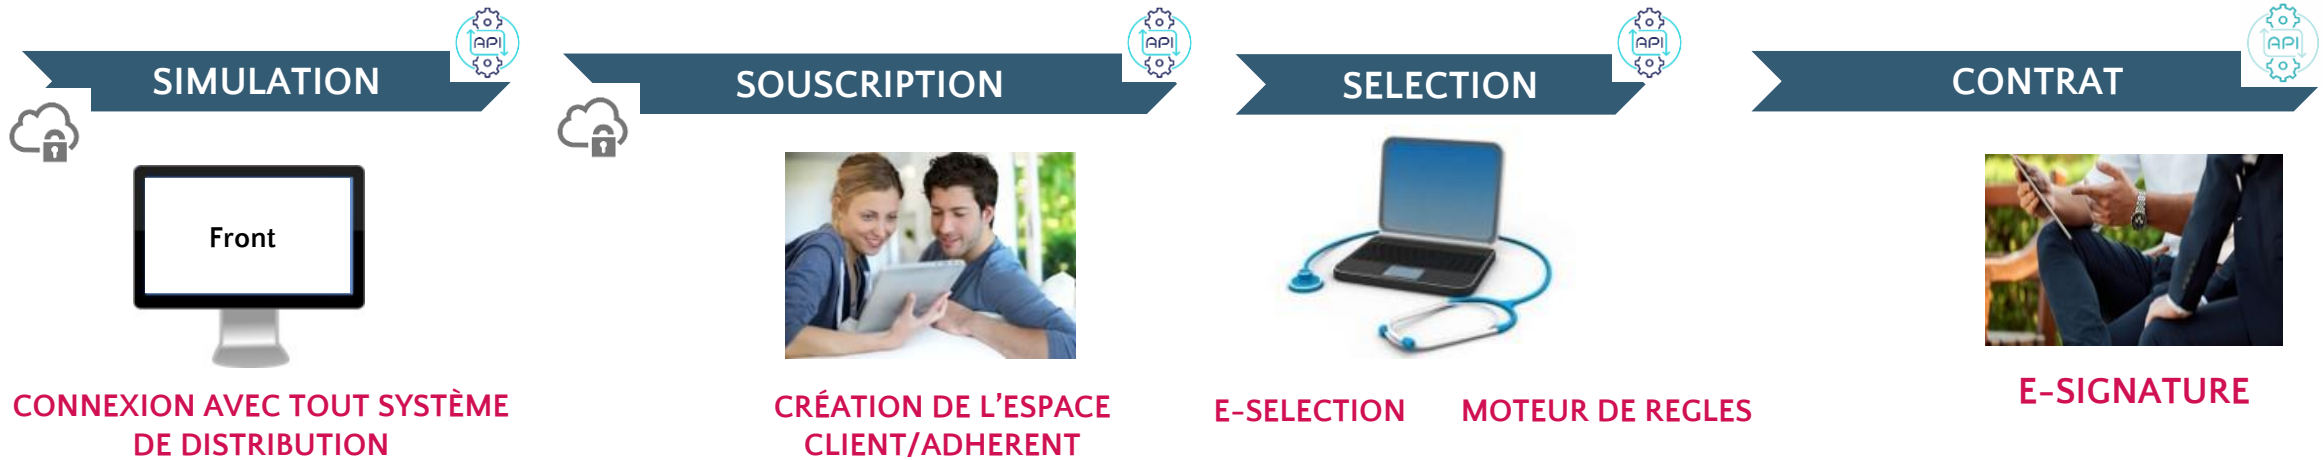 API
API
API
API
SIMULATION
SOUSCRIPTION
SELECTION
CONTRAT
Front
CONNEXION AVEC TOUT SYSTÈME
DE DISTRIBUTION
CRÉATION DE L'ESPACE
CLIENT/ADHERENT
E-SELECTION
MOTEUR DE REGLES
E-SIGNATURE